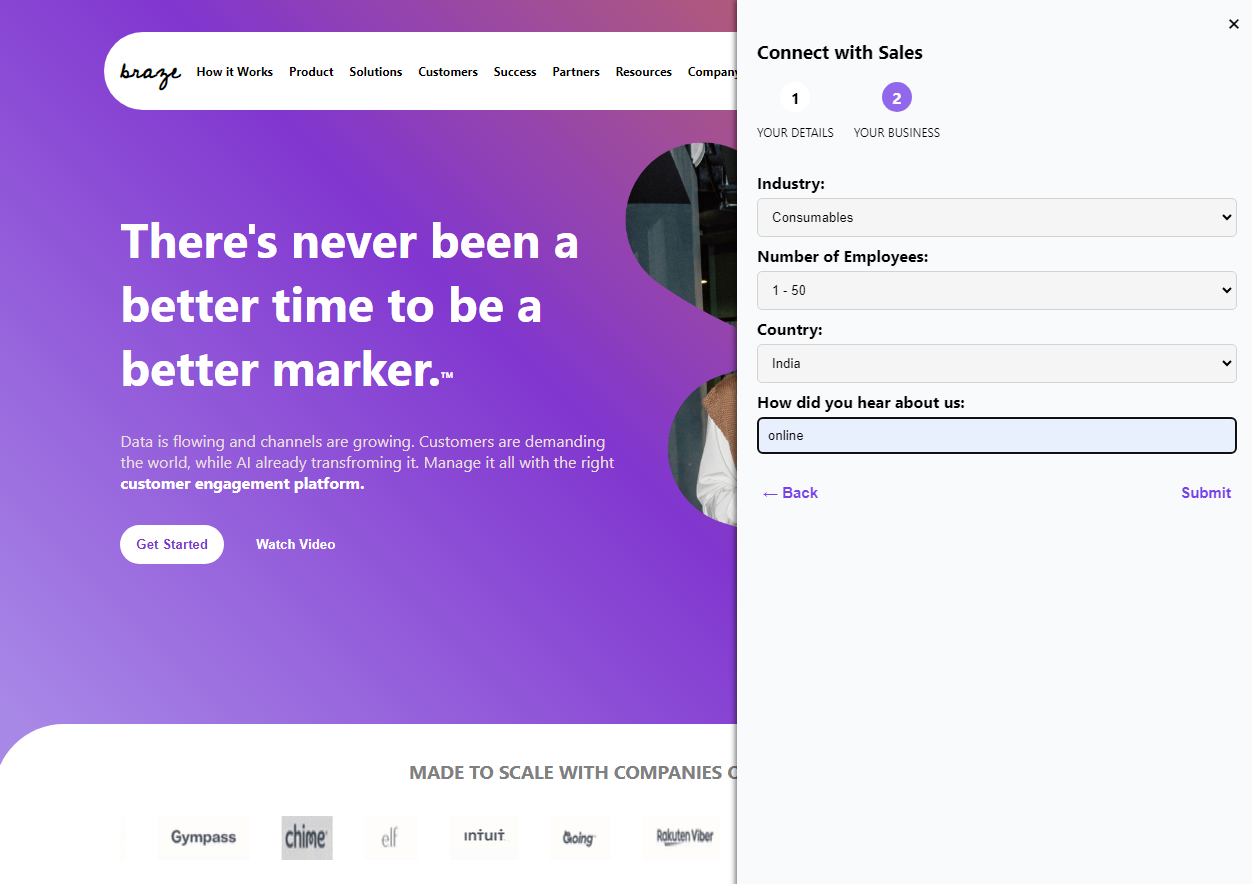 braze How it Works Product Solutions Customers Success Partners Resources Company
There's never been a
better time to be a
better marker.™
Data is flowing and channels are growing. Customers are demanding
the world, while AI already transfroming it. Manage it all with the right
customer engagement platform.
Get Started Watch Video
MADE TO SCALE WITH COMPANIES
Gympass chime elf intuit Going Rakuten Viber
×
Connect with Sales
1 2
YOUR DETAILS YOUR BUSINESS
Industry:
Consumables
Number of Employees:
1 - 50
Country:
India
How did you hear about us:
online
← Back Submit